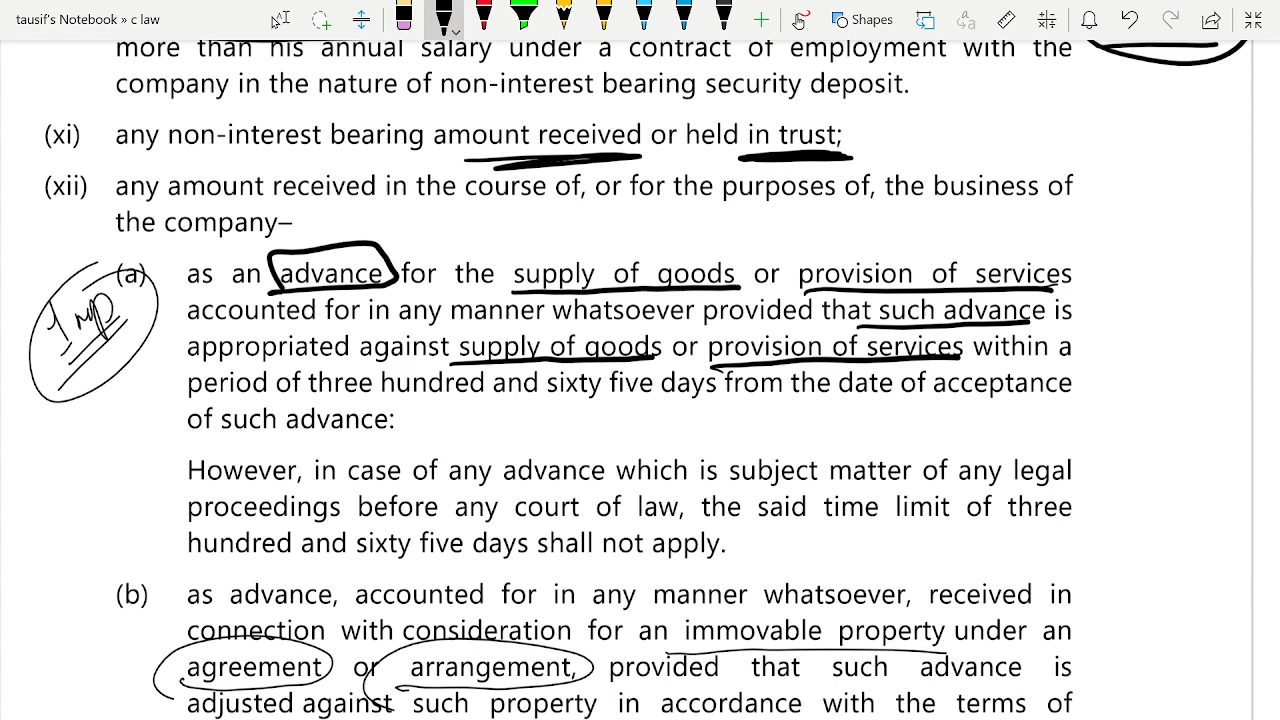 tausif's Notebook » c law
Shapes
more than his annual salary under a contract of employment with the
company in the nature of non-interest bearing security deposit.
(xi) any non-interest bearing amount received or held in trust;
(xii) any amount received in the course of, or for the purposes of, the business of
the company–
(a) as an advance for the supply of goods or provision of services
accounted for in any manner whatsoever provided that such advance is
appropriated against supply of goods or provision of services within a
period of three hundred and sixty five days from the date of acceptance
of such advance:
However, in case of any advance which is subject matter of any legal
proceedings before any court of law, the said time limit of three
hundred and sixty five days shall not apply.
(b) as advance, accounted for in any manner whatsoever, received in
connection with consideration for an immovable property under an
agreement or arrangement, provided that such advance is
adjusted against such property in accordance with the terms of